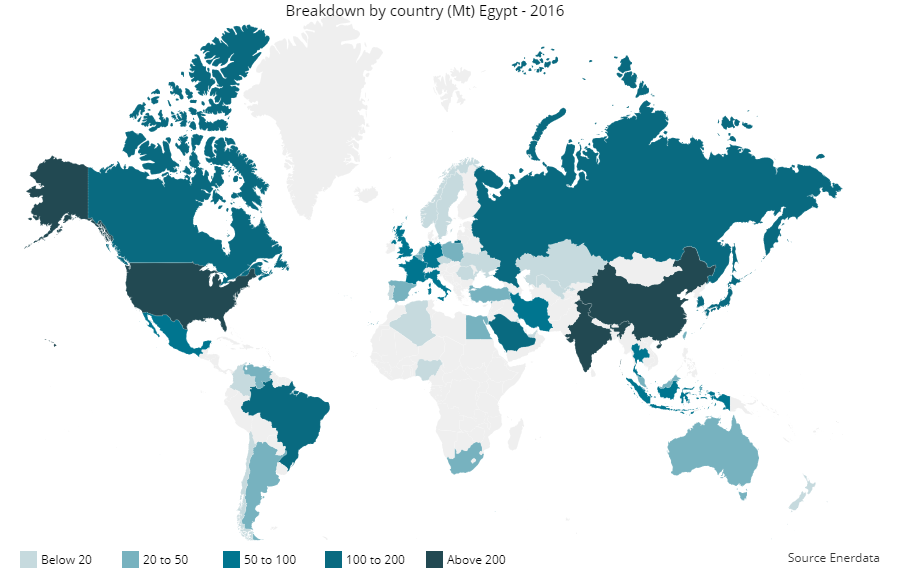 Breakdown by country (Mt) Egypt - 2016
Below 20
20 to 50
50 to 100
100 to 200
Above 200
Source Enerdata